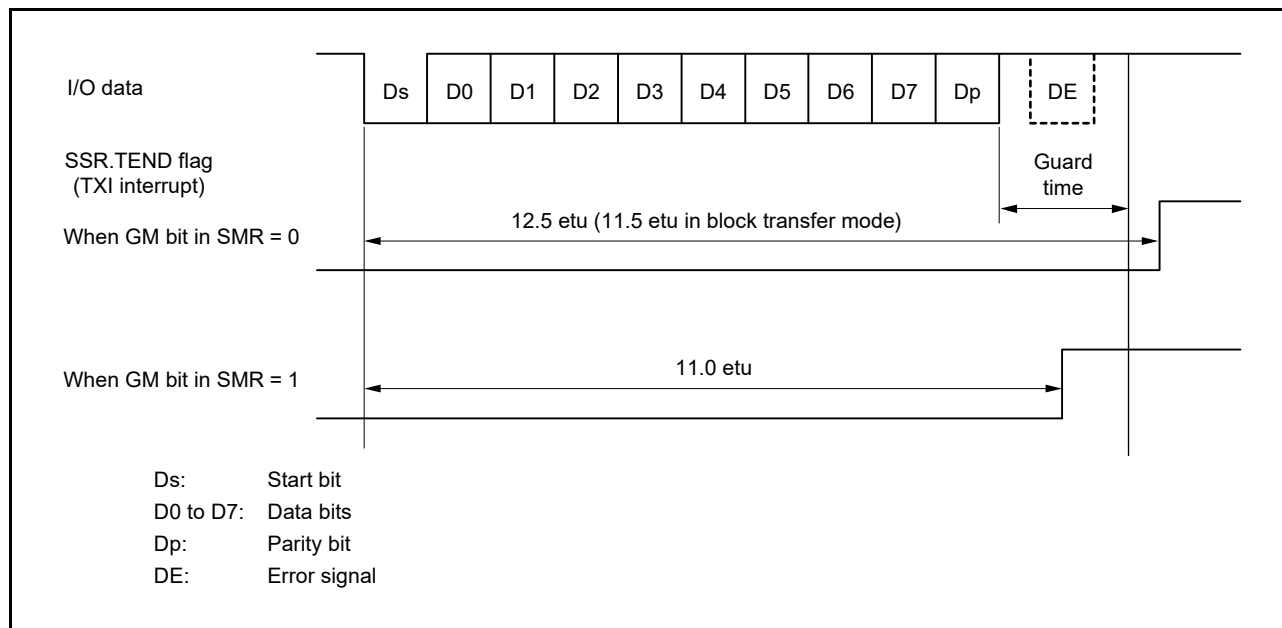 I/O data
Ds D0 D1 D2 D3 D4 D5 D6 D7 Dp DE
SSR.TEND flag
(TXI interrupt)
Guard
time
When GM bit in SMR = 0
12.5 etu (11.5 etu in block transfer mode)
When GM bit in SMR = 1
11.0 etu
Ds: Start bit
D0 to D7: Data bits
Dp: Parity bit
DE: Error signal